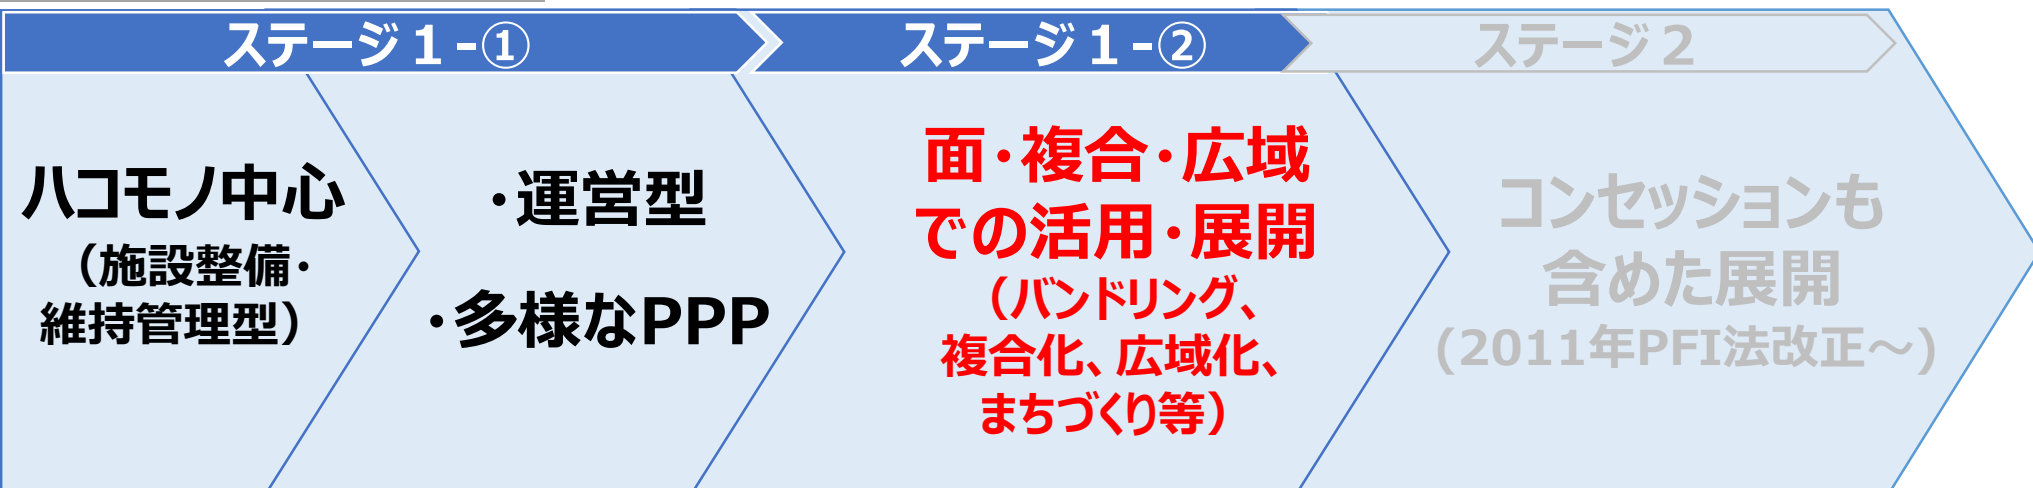 ステージ１-①
ステージ１-②
ステージ２
ハコモノ中心
（施設整備・
維持管理型）
・運営型
・多様なPPP
面・複合・広域
での活用・展開
（バンドリング、
複合化、広域化、
まちづくり等）
コンセッションも
含めた展開
(2011年PFI法改正～)